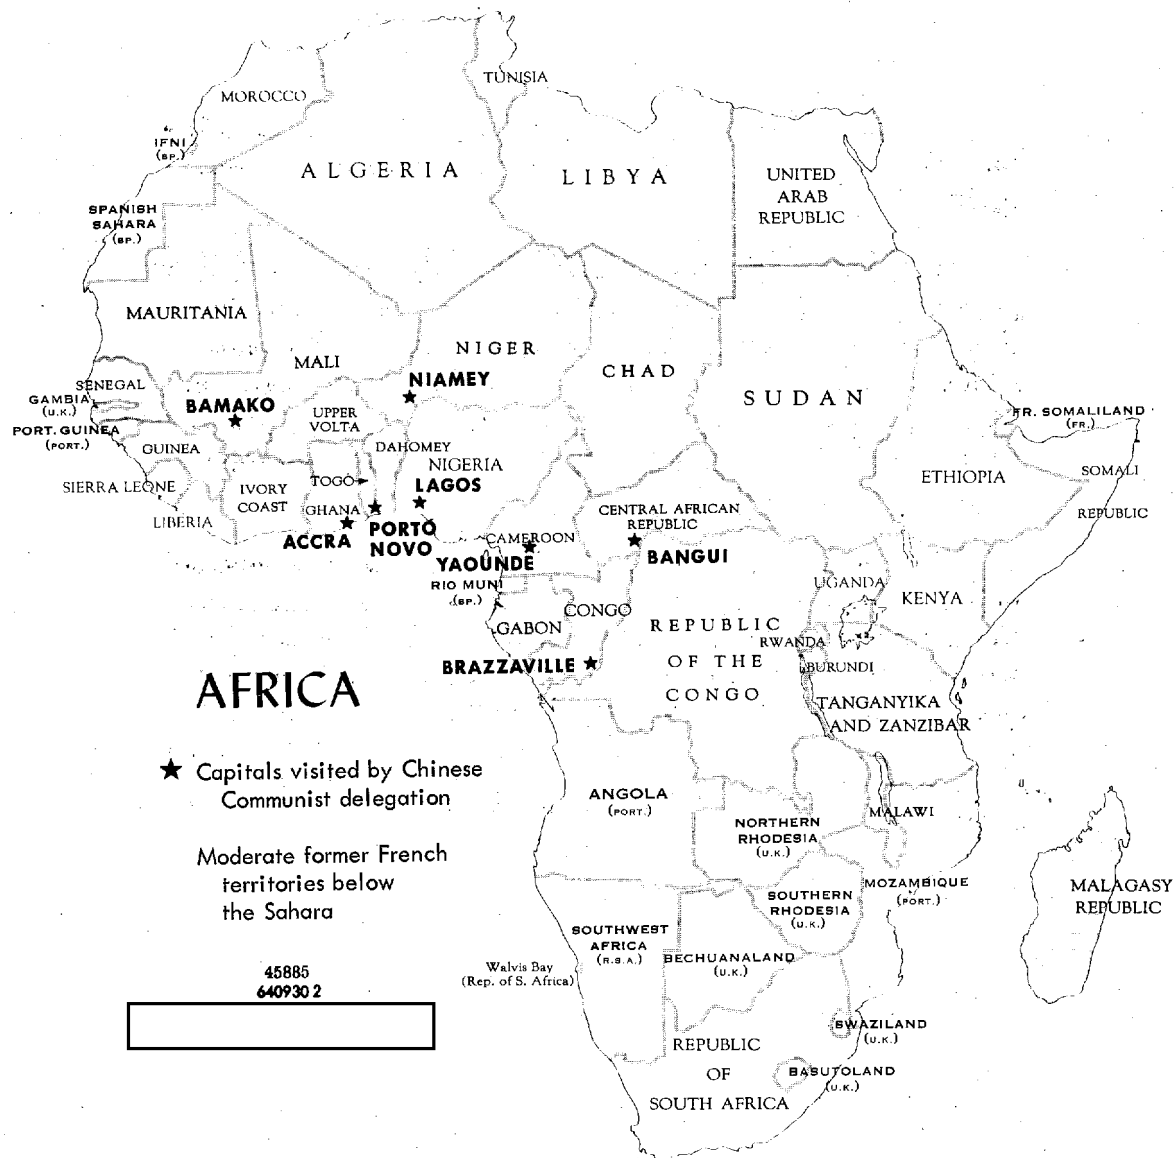 TUNISIA
MOROCCO
IFNI
(SP.)
ALGERIA
LIBYA
UNITED
ARAB
REPUBLIC
SPANISH
SAHARA
(SP.)
MAURITANIA
MALI
NIGER
CHAD
SUDAN
NIAMEY
SENEGAL
GAMBIA
(U.K.)
BAMAKO
UPPER
VOLTA
PORT. GUINEA
(PORT.)
FR. SOMALILAND
(FR.)
GUINEA
DAHOMEY
NIGERIA
LAGOS
ETHIOPIA
SOMALI
REPUBLIC
SIERRA LEONE
IVORY
COAST
TOGO
GHANA
LIBERIA
ACCRA
PORTO
NOVO
CENTRAL AFRICAN
REPUBLIC
CAMEROON
YAOUNDE
BANGUI
RIO MUNI
(SP.)
UGANDA
KENYA
CONGO
GABON
REPUBLIC
OF THE
CONGO
RWANDA
BURUNDI
BRAZZAVILLE
TANGANYIKA
AND ZANZIBAR
AFRICA
★ Capitals visited by Chinese
Communist delegation
Moderate former French
territories below
the Sahara
45885
640930 2
ANGOLA
(PORT.)
NORTHERN
RHODESIA
(U.K.)
MALAWI
MOZAMBIQUE
(PORT.)
MALAGASY
REPUBLIC
SOUTHERN
RHODESIA
(U.K.)
SOUTHWEST
AFRICA
(R.S.A.)
BECHUANALAND
(U.K.)
Walvis Bay
(Rep. of S. Africa)
SWAZILAND
(U.K.)
REPUBLIC
OF
SOUTH AFRICA
BASUTOLAND
(U.K.)